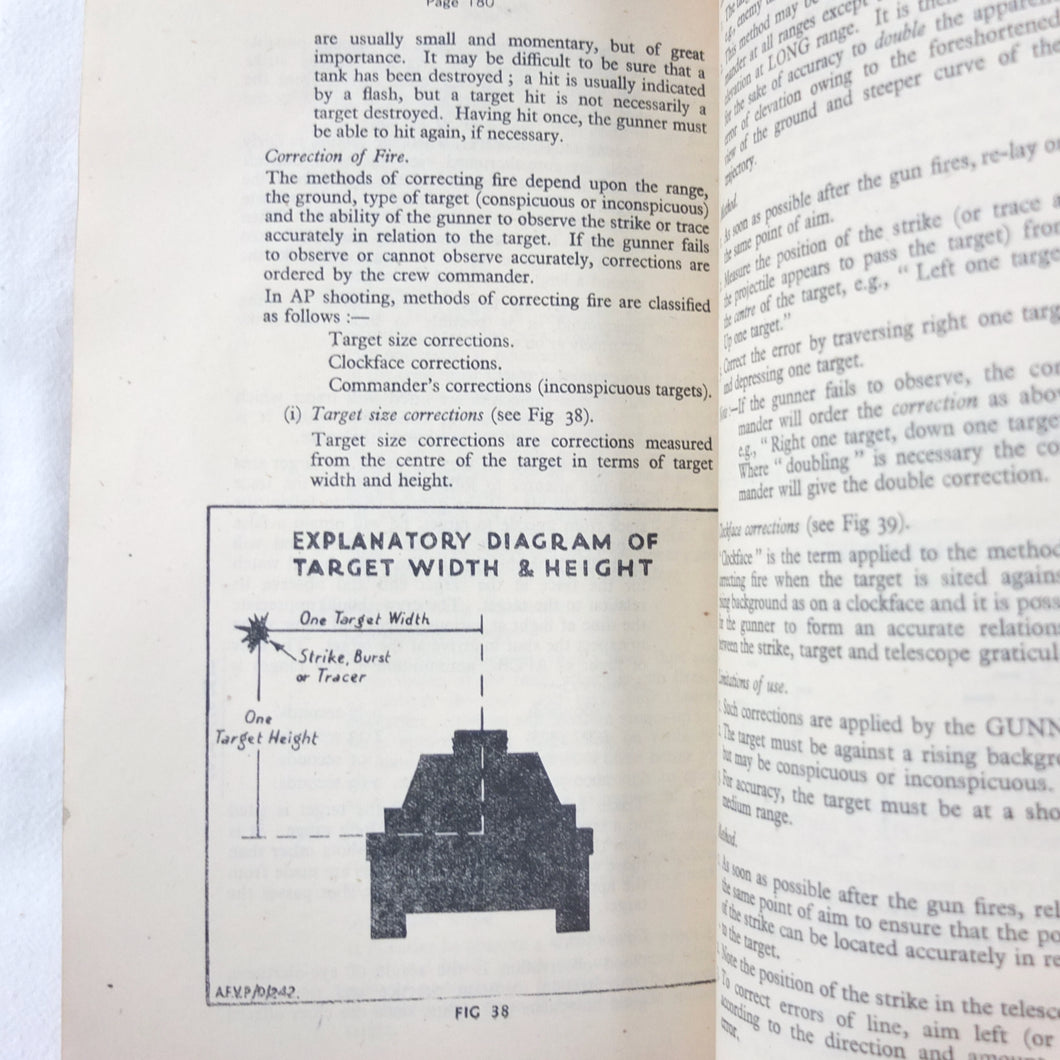 Page 180
are usually small and momentary, but of great
importance. It may be difficult to be sure that a
tank has been destroyed ; a hit is usually indicated
by a flash, but a target hit is not necessarily a
target destroyed. Having hit once, the gunner must
be able to hit again, if necessary.
Correction of Fire.
The methods of correcting fire depend upon the range,
the ground, type of target (conspicuous or inconspicuous)
and the ability of the gunner to observe the strike or trace
accurately in relation to the target. If the gunner fails
to observe or cannot observe accurately, corrections are
ordered by the crew commander.
In AP shooting, methods of correcting fire are classified
as follows :—
Target size corrections.
Clockface corrections.
Commander's corrections (inconspicuous targets).
(i) Target size corrections (see Fig 38).
Target size corrections are corrections measured
from the centre of the target in terms of target
width and height.
EXPLANATORY DIAGRAM OF
TARGET WIDTH & HEIGHT
One Target Width
Strike, Burst
or Tracer
One
Target Height
FIG 38
This method may be
at all ranges except
elevation at LONG range. It is then
for the sake of accuracy to double the apparent
error of elevation owing to the foreshortened
view of the ground and steeper curve of the
trajectory.
Method.
As soon as possible after the gun fires, re-lay on
the same point of aim.
Measure the position of the strike (or trace
the projectile appears to pass the target) from
the centre of the target, e.g., " Left one target
Up one target."
Correct the error by traversing right one
and depressing one target.
:—If the gunner fails to observe, the
mander will order the correction as
e.g., " Right one target, down one
Where " doubling " is necessary the
mander will give the double correction.
Clockface corrections (see Fig 39).
" Clockface " is the term applied to the
fire when the target is sited
background as on a clockface and it is
the gunner to form an accurate
the strike, target and telescope
Limitations of use.
Such corrections are applied by the
The target must be against a rising
but may be conspicuous or inconspicuous.
For accuracy, the target must be at a
medium range.
Method.
As soon as possible after the gun fires,
the same point of aim to ensure that the
of the strike can be located accurately in
to the target.
Note the position of the strike in the
To correct errors of line, aim left (or
according to the direction and
error.